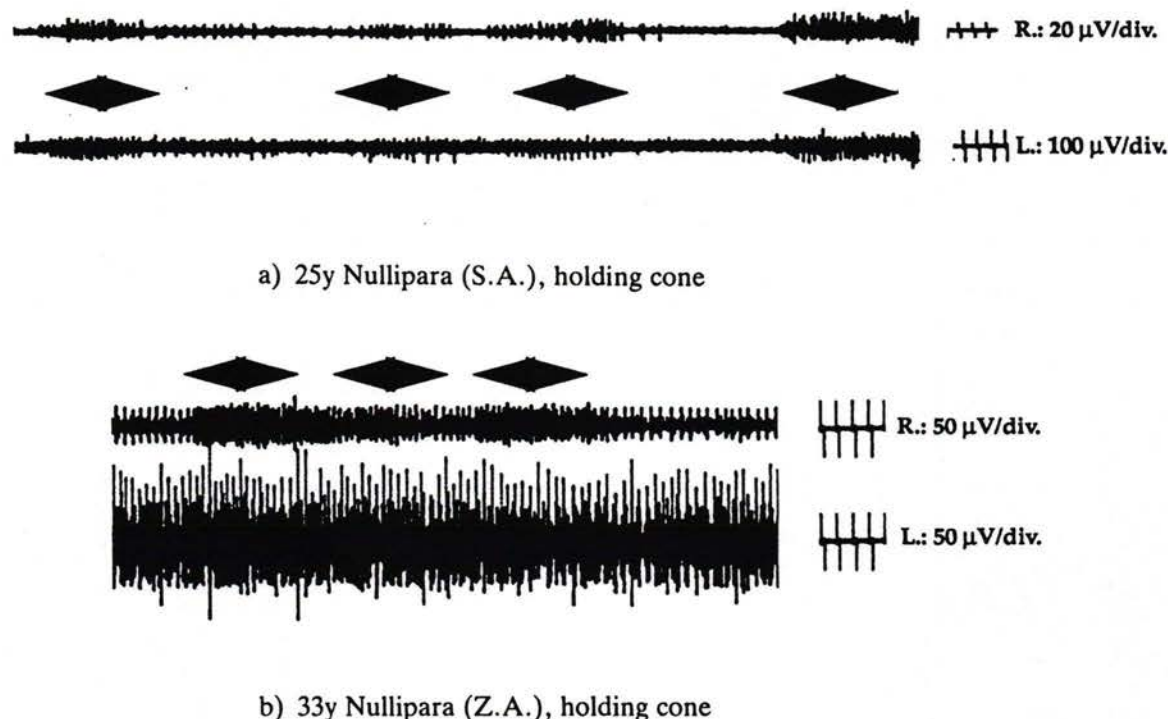 R.: 20 μV/div.
L.: 100 μV/div.
a) 25y Nullipara (S.A.), holding cone
R.: 50 μV/div.
L.: 50 μV/div.
b) 33y Nullipara (Z.A.), holding cone